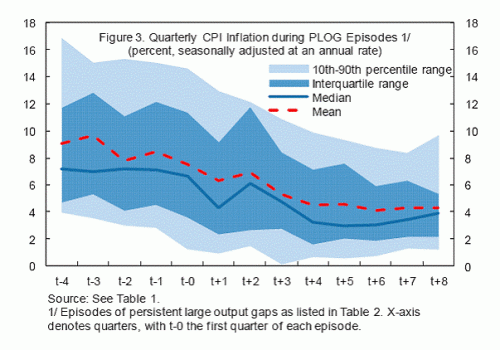 Figure 3. Quarterly CPI Inflation during PLOG Episodes 1/
(percent, seasonally adjusted at an annual rate)
10th-90th percentile range
Interquartile range
Median
Mean
18
16
14
12
10
8
6
4
2
0
18
16
14
12
10
8
6
4
2
0
t-4 t-3 t-2 t-1 t-0 t+1 t+2 t+3 t+4 t+5 t+6 t+7 t+8
Source: See Table 1.
1/ Episodes of persistent large output gaps as listed in Table 2. X-axis
denotes quarters, with t-0 the first quarter of each episode.